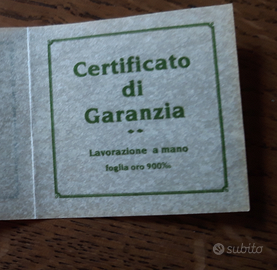 Certificato
di
Garanzia
Lavorazione a mano
foglia oro 900‰
subito